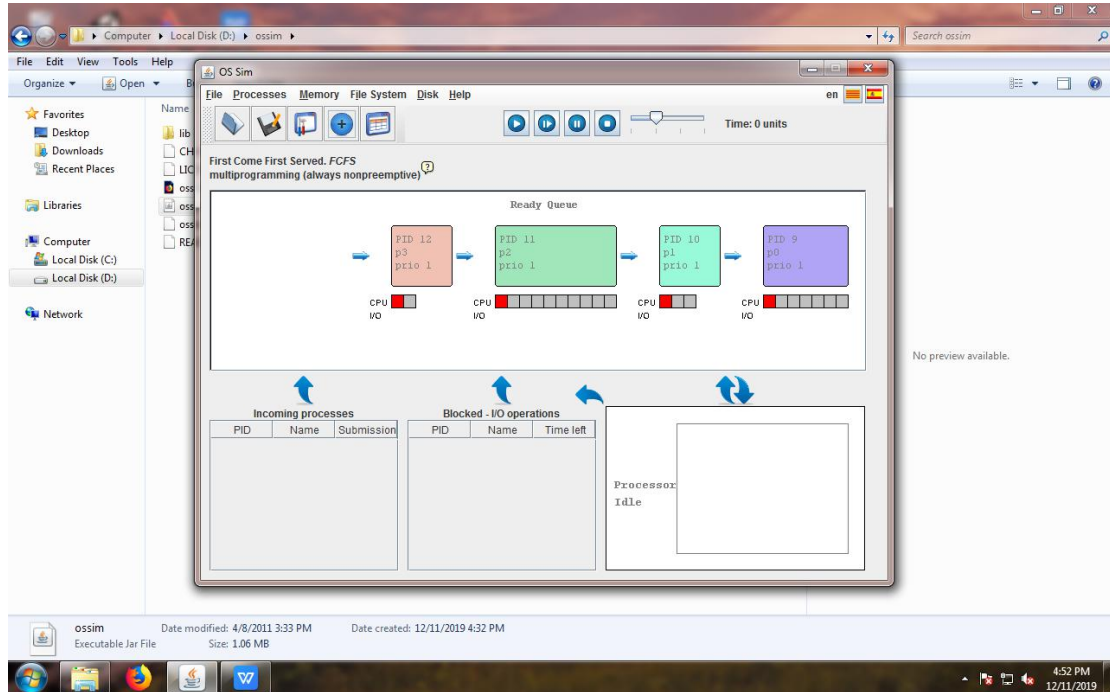 Computer ▸ Local Disk (D:) ▸ ossim ▸
Search ossim
File Edit View Tools Help
Organize ▾ Open ▾
Favorites
Desktop
Downloads
Recent Places
Libraries
Computer
Local Disk (C:)
Local Disk (D:)
Network
Name
lib
CH
LIC
oss
oss
oss
REA
OS Sim
File Processes Memory File System Disk Help
en
Time: 0 units
First Come First Served. FCFS
multiprogramming (always nonpreemptive)
Ready Queue
PID 12
p3
prio 1
CPU
I/O
PID 11
p2
prio 1
CPU
I/O
PID 10
p1
prio 1
CPU
I/O
PID 9
p0
prio 1
CPU
I/O
Incoming processes
PID Name Submission
Blocked - I/O operations
PID Name Time left
Processor
Idle
No preview available.
ossim Date modified: 4/8/2011 3:33 PM Date created: 12/11/2019 4:32 PM
Executable Jar File Size: 1.06 MB
4:52 PM
12/11/2019